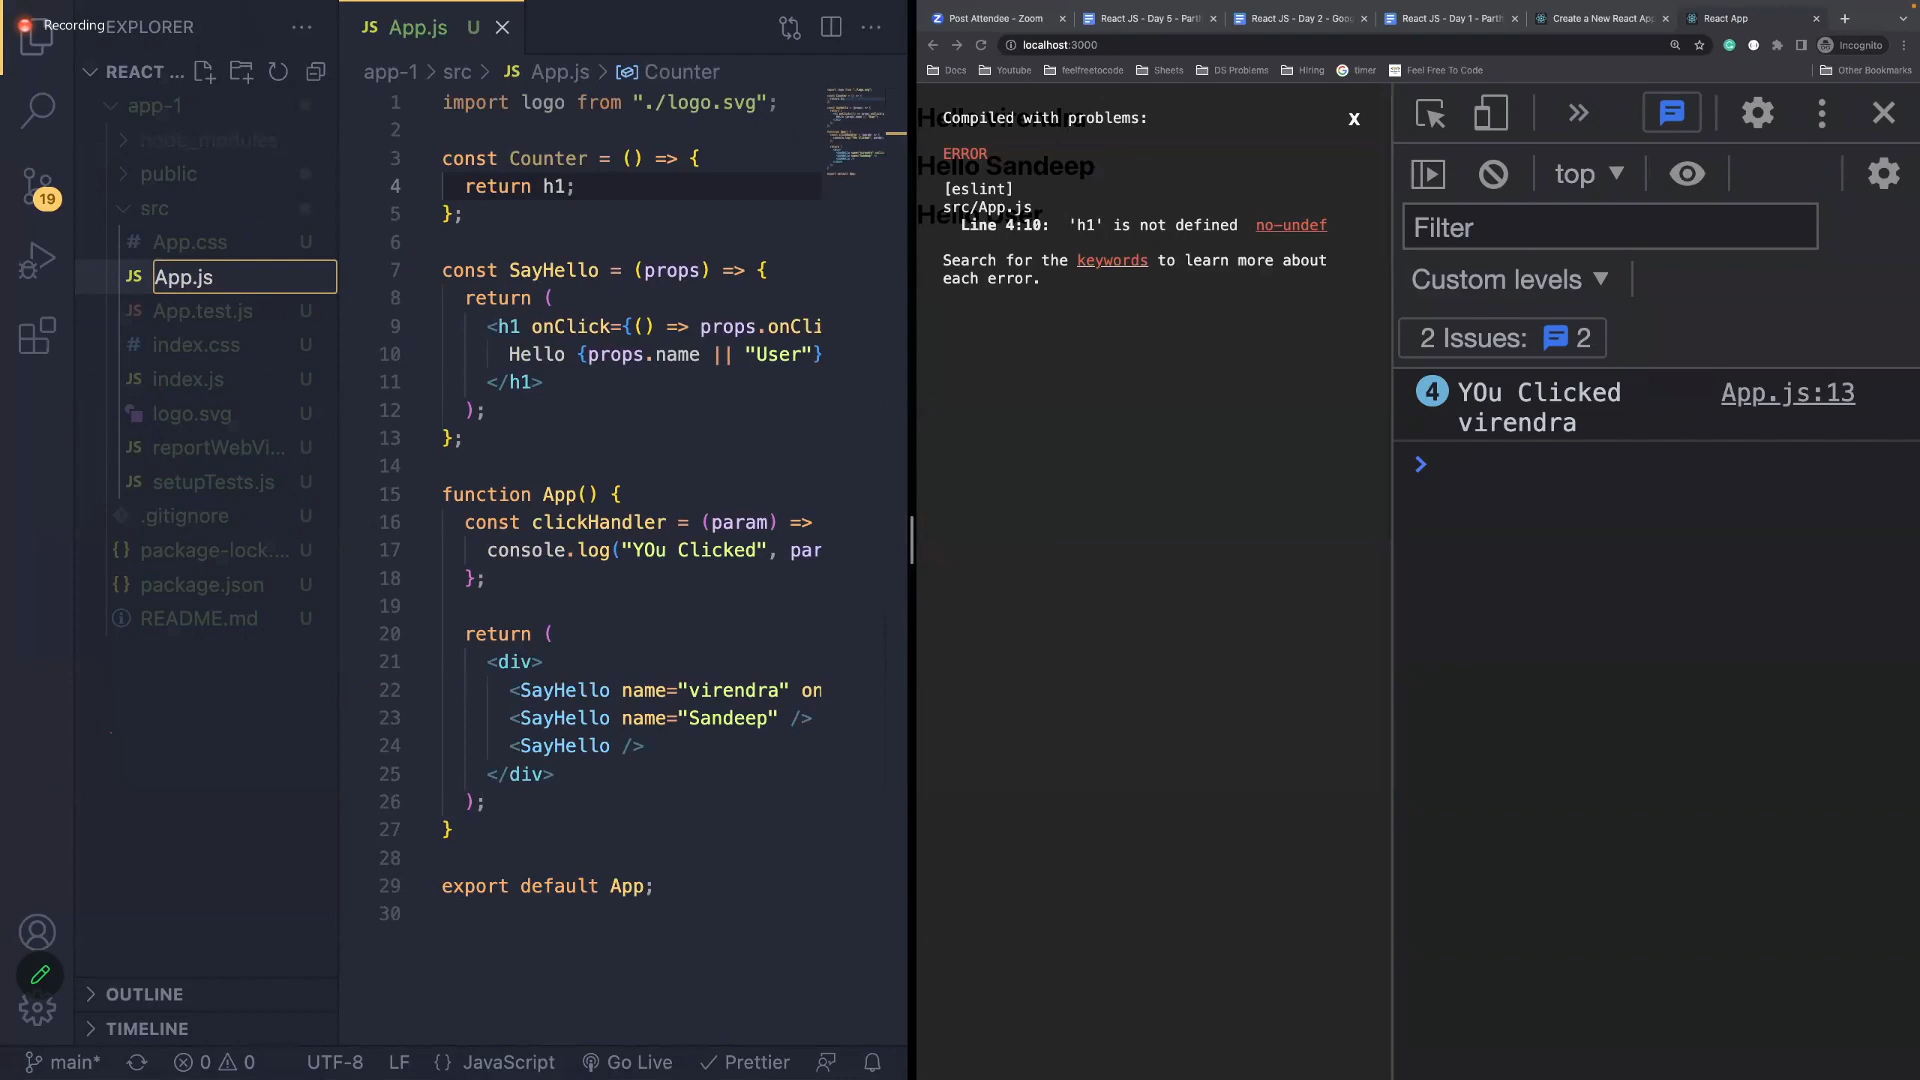 Recording
EXPLORER
REACT ...
app-1
node_modules
public
src
App.css U
JS App.js
JS App.test.js U
index.css U
JS index.js U
logo.svg U
JS reportWebVi... U
JS setupTests.js U
.gitignore U
package-lock.... U
package.json U
README.md U
19
OUTLINE
TIMELINE
JS App.js U
app-1 > src > JS App.js > Counter
1 import logo from "./logo.svg";
2
3 const Counter = () => {
4 return h1;
5 };
6
7 const SayHello = (props) => {
8 return (
9 <h1 onClick={() => props.onCli
10 Hello {props.name || "User"}
11 </h1>
12 );
13 };
14
15 function App() {
16 const clickHandler = (param) =>
17 console.log("YOu Clicked", par
18 };
19
20 return (
21 <div>
22 <SayHello name="virendra" on
23 <SayHello name="Sandeep" />
24 <SayHello />
25 </div>
26 );
27 }
28
29 export default App;
30
main* 0 0 UTF-8 LF {} JavaScript Go Live Prettier
Post Attendee - Zoom
React JS - Day 5 - Parth
React JS - Day 2 - Goog
React JS - Day 1 - Parth
Create a New React App
React App
localhost:3000
Incognito
Docs Youtube feelfreetocode Sheets DS Problems Hiring timer Feel Free To Code Other Bookmarks
Compiled with problems:
X
ERROR
Hello Sandeep
[eslint]
src/App.js
Line 4:10: 'h1' is not defined no-undef
Search for the keywords to learn more about
each error.
top
Filter
Custom levels
2 Issues: 2
4 YOu Clicked App.js:13
virendra